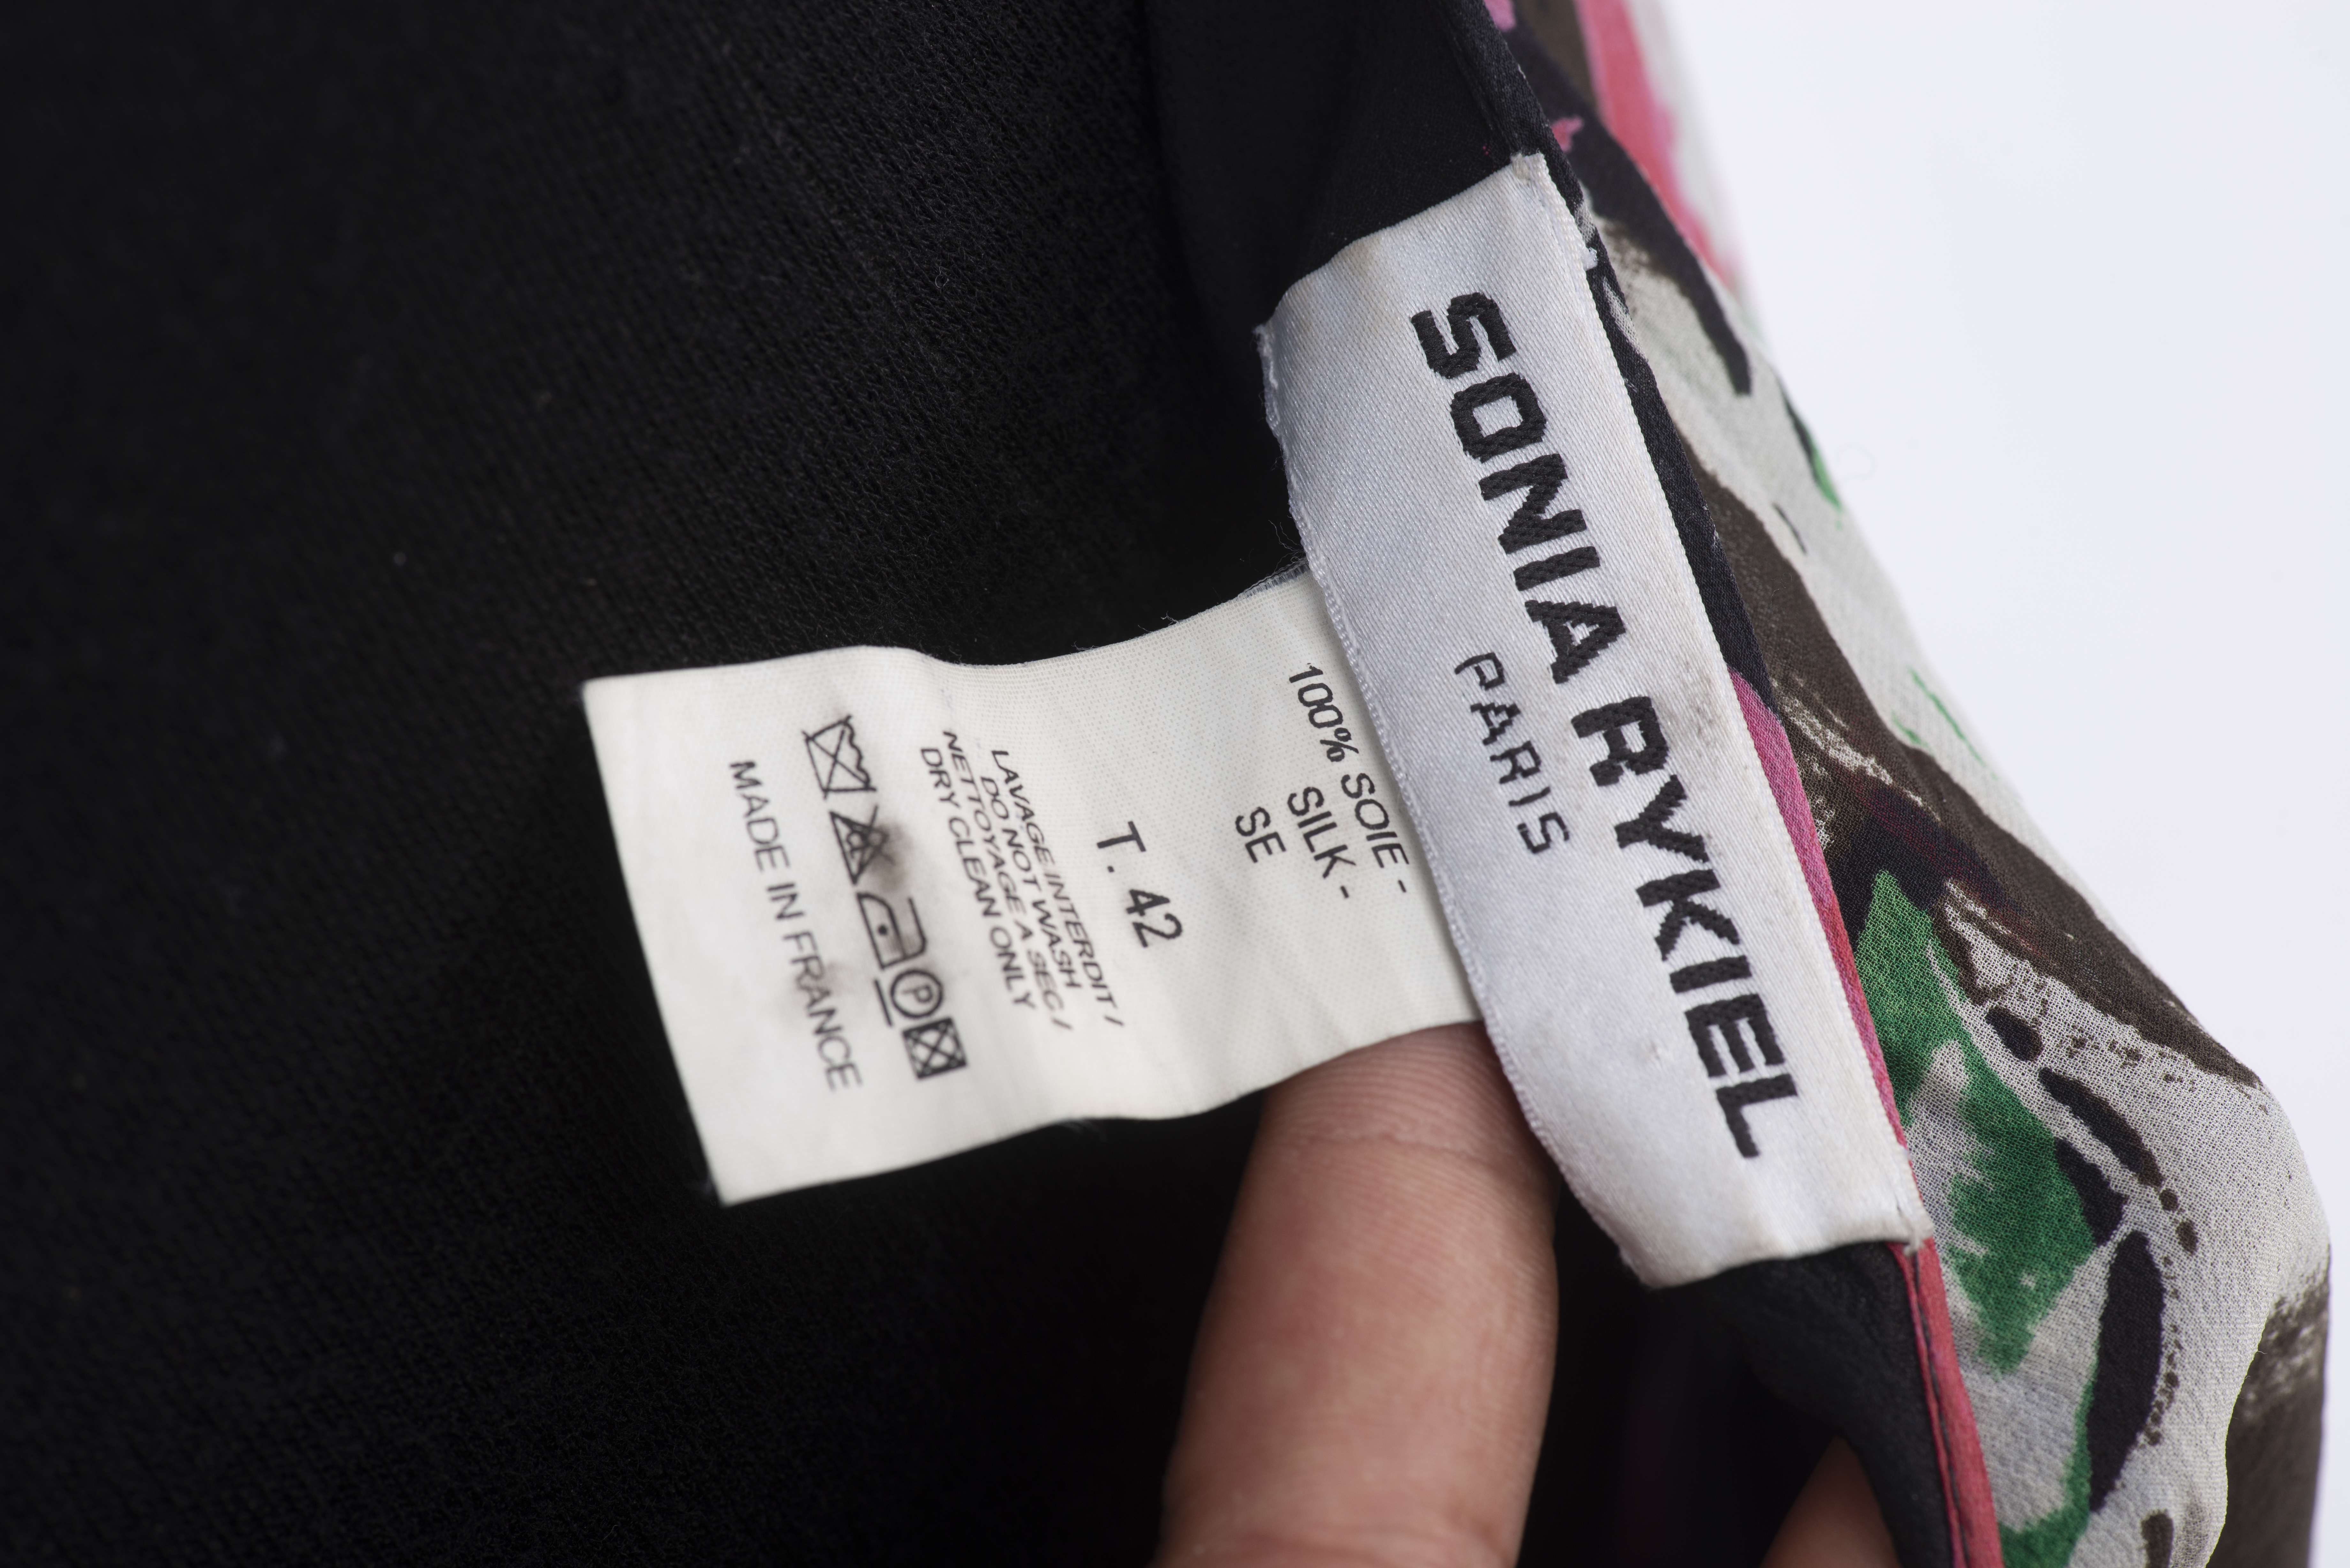 SONIA RYKIEL
PARIS
100% SOIE -
SILK -
SE
T. 42
LAVAGE INTERDIT /
DO NOT WASH
NETTOYAGE A SEC /
DRY CLEAN ONLY
P
MADE IN FRANCE